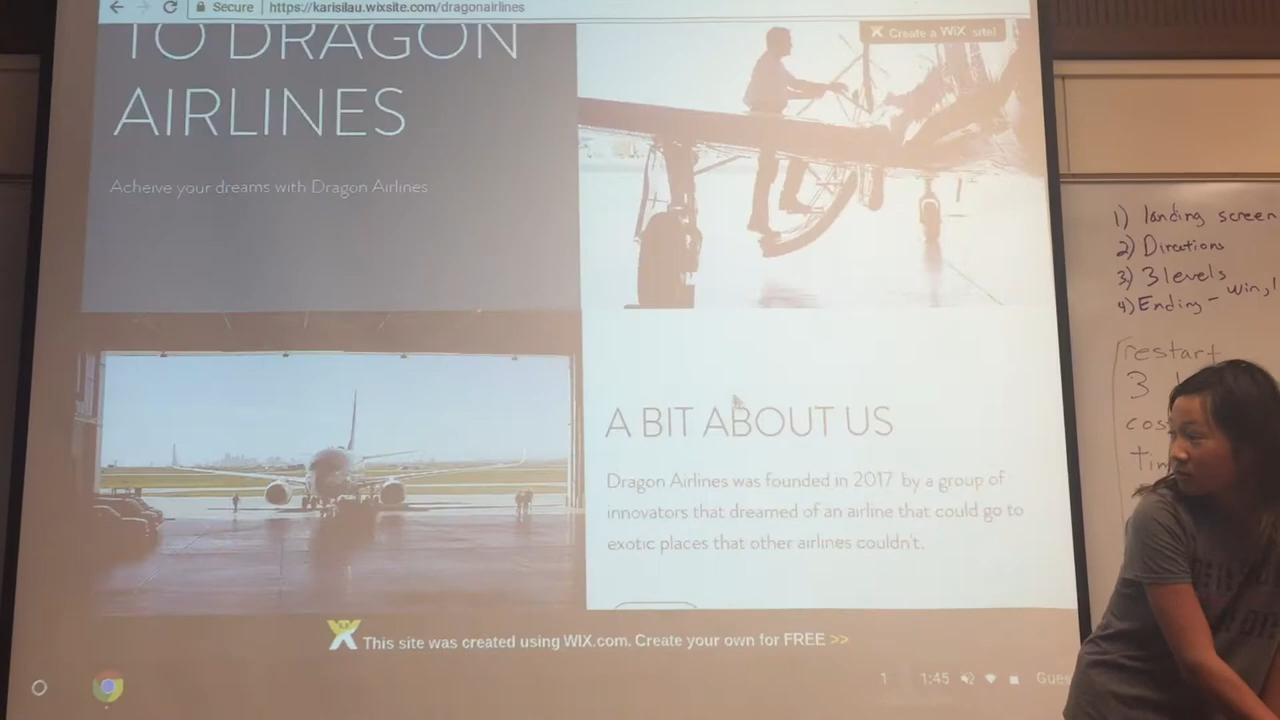 Secure https://karisilau.wixsite.com/dragonairlines
TO DRAGON
AIRLINES
Acheive your dreams with Dragon Airlines
Create a WiX site!
A BIT ABOUT US
Dragon Airlines was founded in 2017 by a group of
innovators that dreamed of an airline that could go to
exotic places that other airlines couldn't.
This site was created using WIX.com. Create your own for FREE >>
1 1:45
1) landing screen
2) Directions
3) 3 levels
4) Ending - win,
restart
3